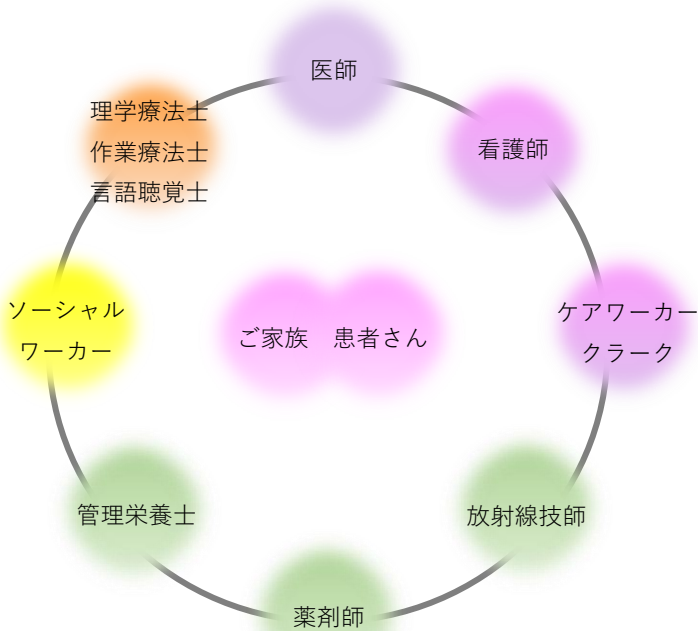 医師
看護師
ケアワーカー
クラーク
放射線技師
薬剤師
管理栄養士
ソーシャル
ワーカー
理学療法士
作業療法士
言語聴覚士
ご家族
患者さん